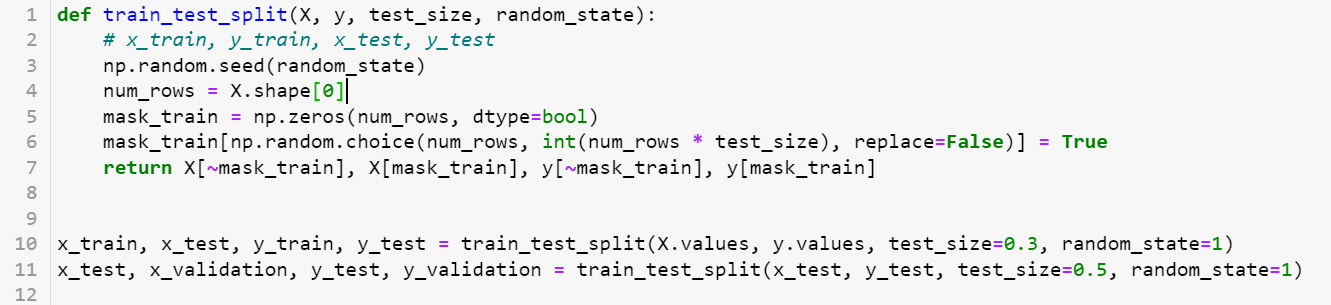 1 def train_test_split(X, y, test_size, random_state):
2     # x_train, y_train, x_test, y_test
3     np.random.seed(random_state)
4     num_rows = X.shape[0]
5     mask_train = np.zeros(num_rows, dtype=bool)
6     mask_train[np.random.choice(num_rows, int(num_rows * test_size), replace=False)] = True
7     return X[~mask_train], X[mask_train], y[~mask_train], y[mask_train]
8
9
10 x_train, x_test, y_train, y_test = train_test_split(X.values, y.values, test_size=0.3, random_state=1)
11 x_test, x_validation, y_test, y_validation = train_test_split(x_test, y_test, test_size=0.5, random_state=1)
12